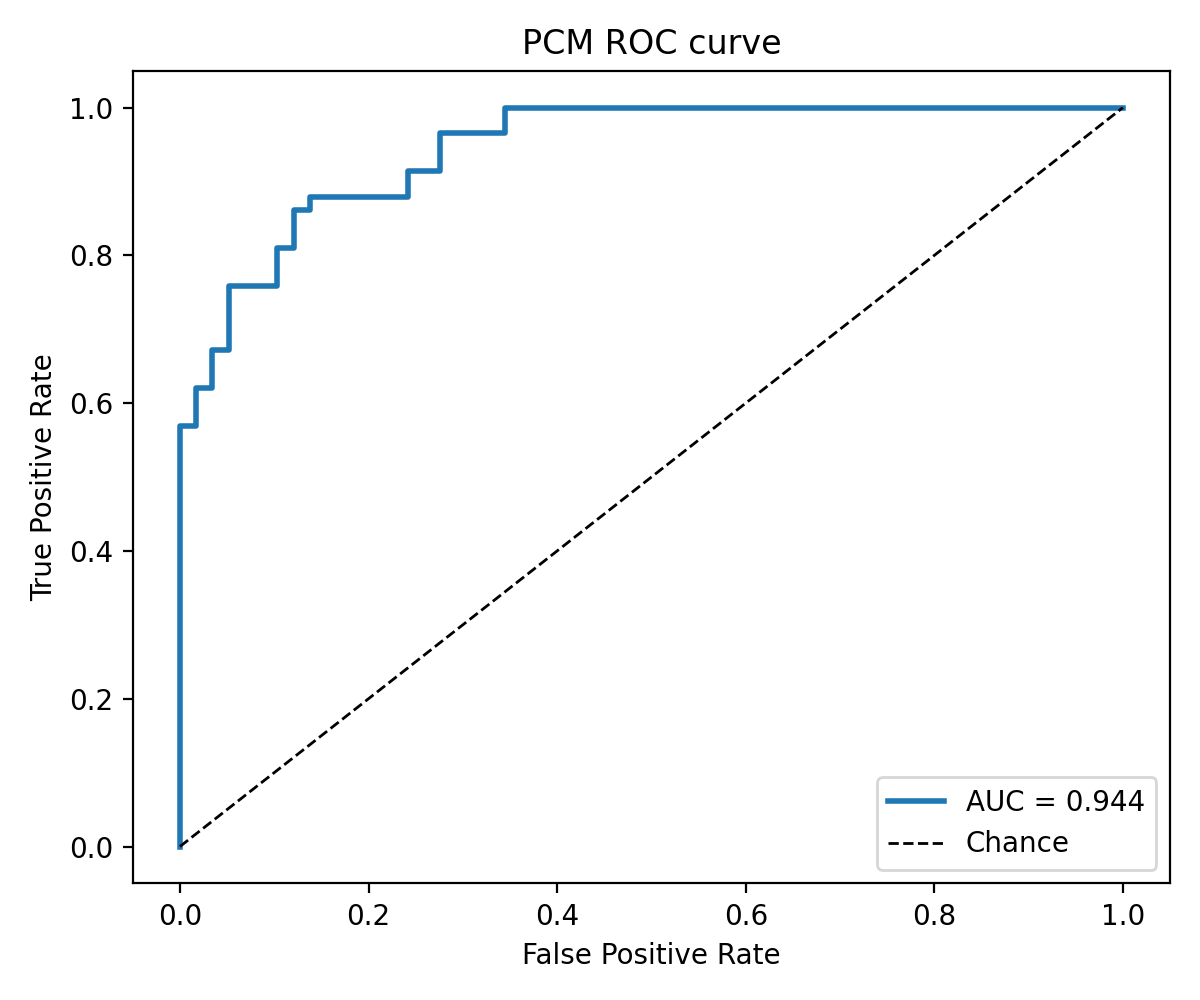 PCM ROC curve
True Positive Rate
1.0
0.8
0.6
0.4
0.2
0.0
AUC = 0.944
Chance
0.0 0.2 0.4 0.6 0.8 1.0
False Positive Rate